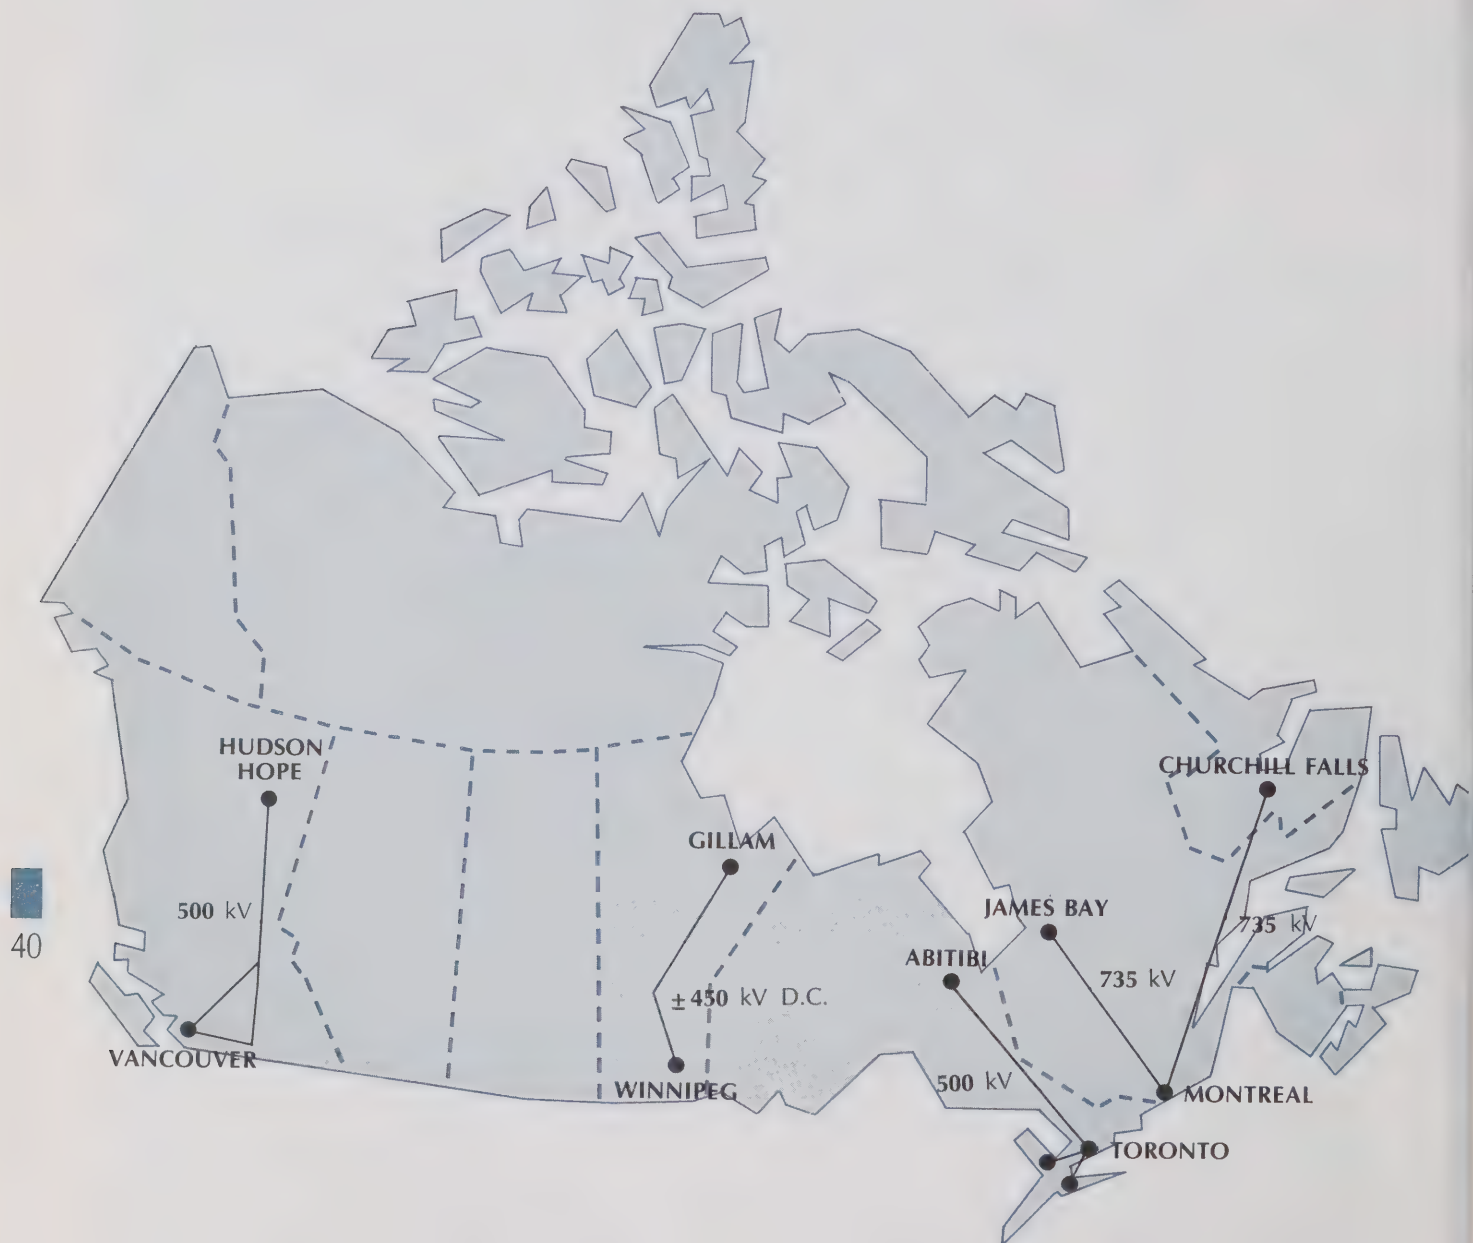 HUDSON
HOPE
CHURCHILL FALLS
GILLAM
500 kV
JAMES BAY
735 kV
40
ABITIBI
735 kV
±450 kV D.C.
VANCOUVER
500 kV
WINNIPEG
MONTREAL
TORONTO